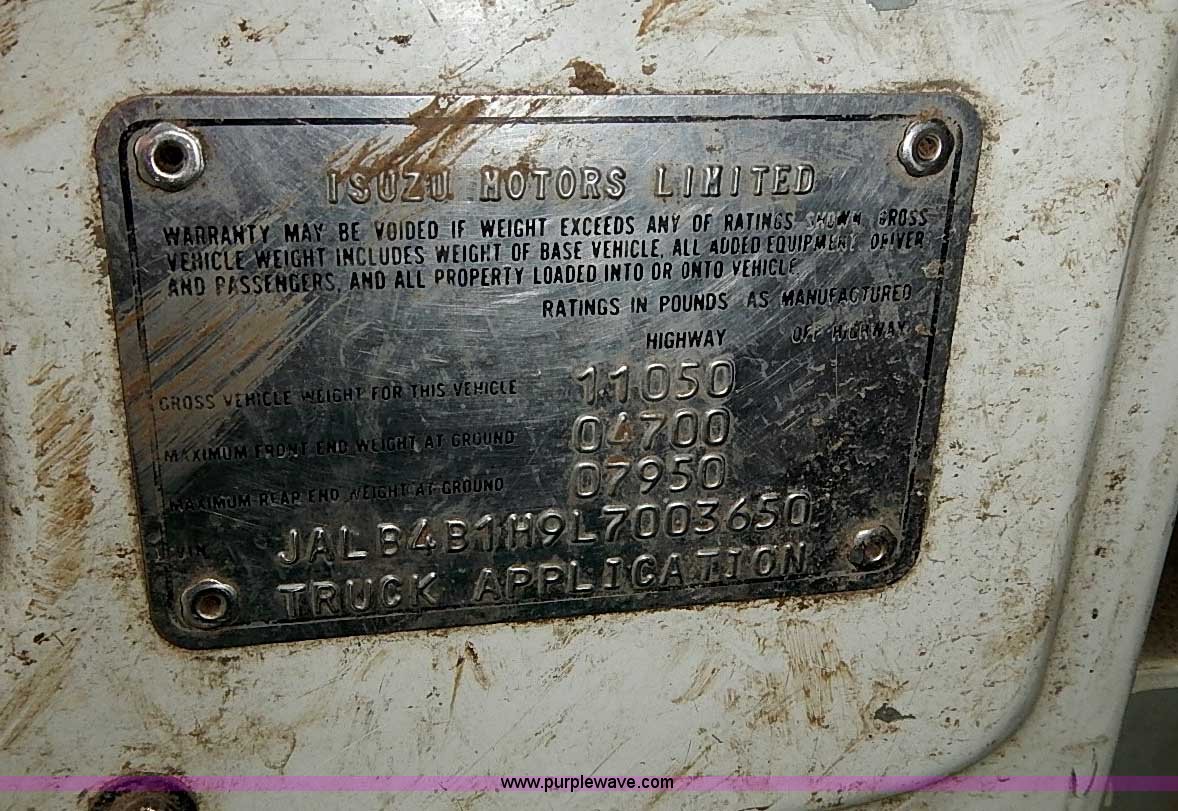 ISUZU MOTORS LIMITED
WARRANTY MAY BE VOIDED IF WEIGHT EXCEEDS ANY OF RATINGS SHOWN. GROSS
VEHICLE WEIGHT INCLUDES WEIGHT OF BASE VEHICLE, ALL ADDED EQUIPMENT, DRIVER
AND PASSENGERS, AND ALL PROPERTY LOADED INTO OR ONTO VEHICLE.
RATINGS IN POUNDS AS MANUFACTURED
HIGHWAY OFF HIGHWAY
GROSS VEHICLE WEIGHT FOR THIS VEHICLE 11050
MAXIMUM FRONT END WEIGHT AT GROUND 04700
MAXIMUM REAR END WEIGHT AT GROUND 07950
V.I.N. JALB4B1H9L7003650
TRUCK APPLICATION
www.purplewave.com